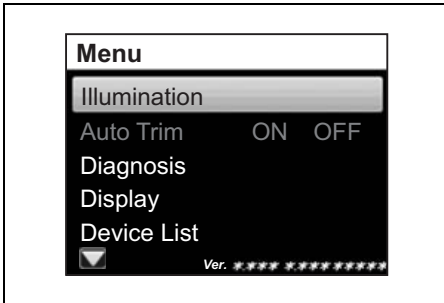 Menu
Illumination
Auto Trim ON OFF
Diagnosis
Display
Device List
Ver. *.*** *.*********